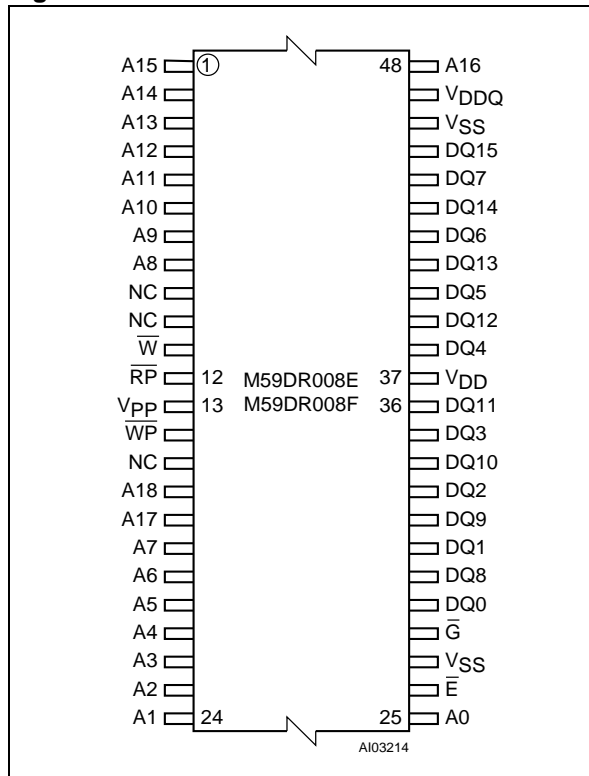 A15 1 48 A16
A14 VDDQ
A13 VSS
A12 DQ15
A11 DQ7
A10 DQ14
A9 DQ6
A8 DQ13
NC DQ5
NC DQ12
W̅ DQ4
R̅P̅ 12 M59DR008E 37 VDD
VPP 13 M59DR008F 36 DQ11
W̅P̅ DQ3
NC DQ10
A18 DQ2
A17 DQ9
A7 DQ1
A6 DQ8
A5 DQ0
A4 G̅
A3 VSS
A2 E̅
A1 24 25 A0
AI03214